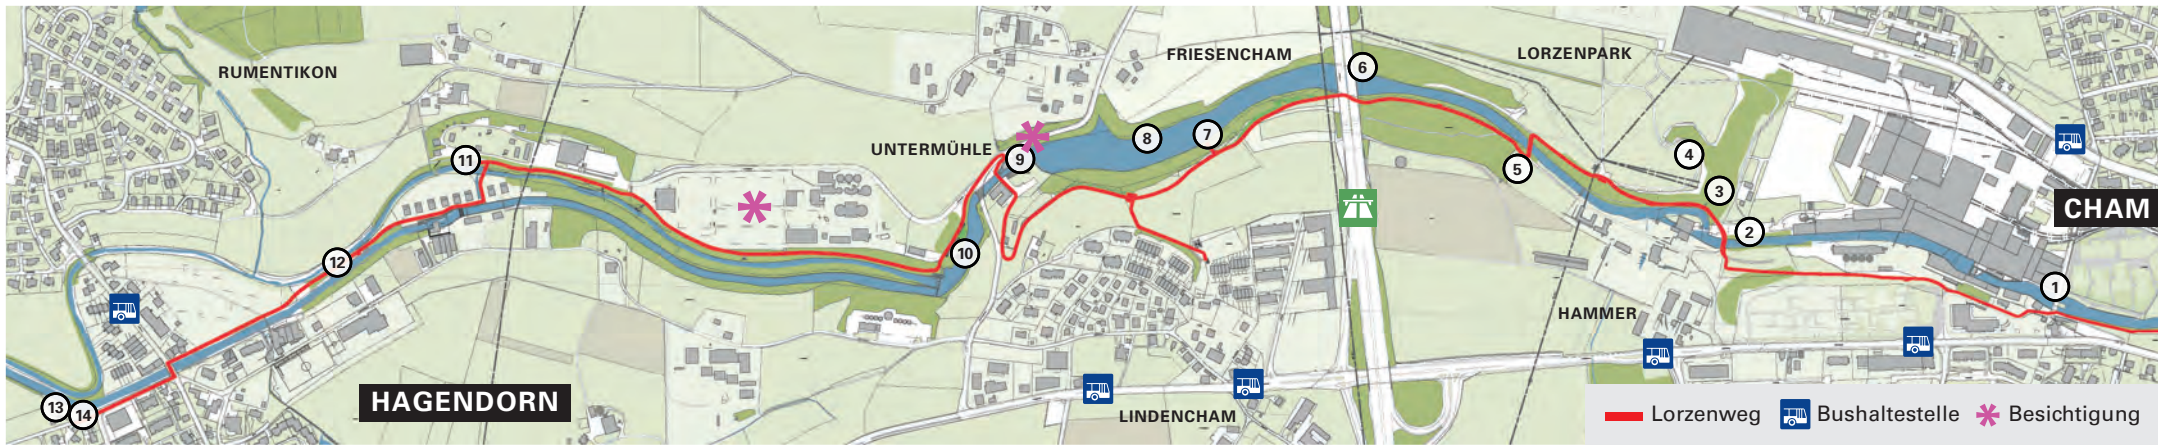 RUMENTIKON
FRIESENCHAM
LORZENPARK
UNTERMÜHLE
CHAM
HAMMER
HAGENDORN
LINDENCHAM
1
2
3
4
5
6
7
8
9
10
11
12
13
14
Lorzenweg
Bushaltestelle
Besichtigung